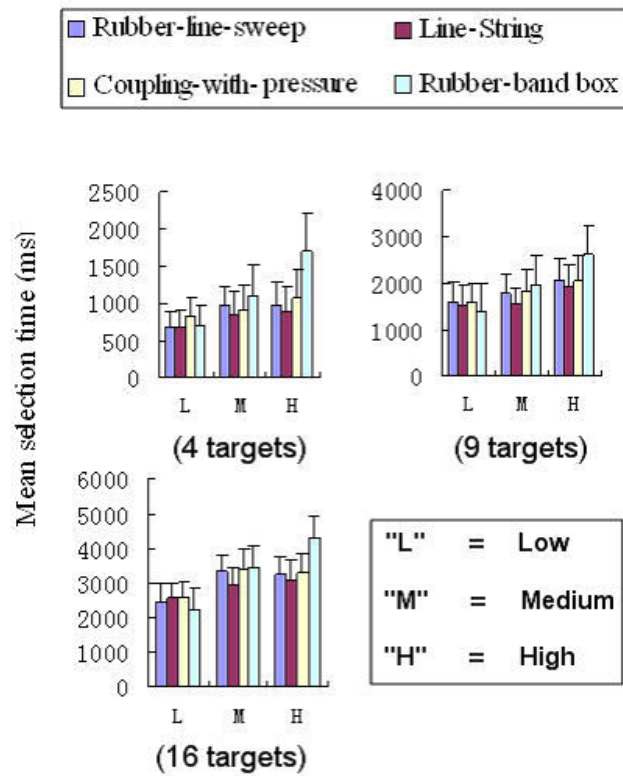 Rubber-line-sweep Line-String
Coupling-with-pressure Rubber-band box
Mean selection time (ms)
2500
2000
1500
1000
500
0
L M H
(4 targets)
4000
3000
2000
1000
0
L M H
(9 targets)
6000
5000
4000
3000
2000
1000
0
L M H
(16 targets)
"L" = Low
"M" = Medium
"H" = High